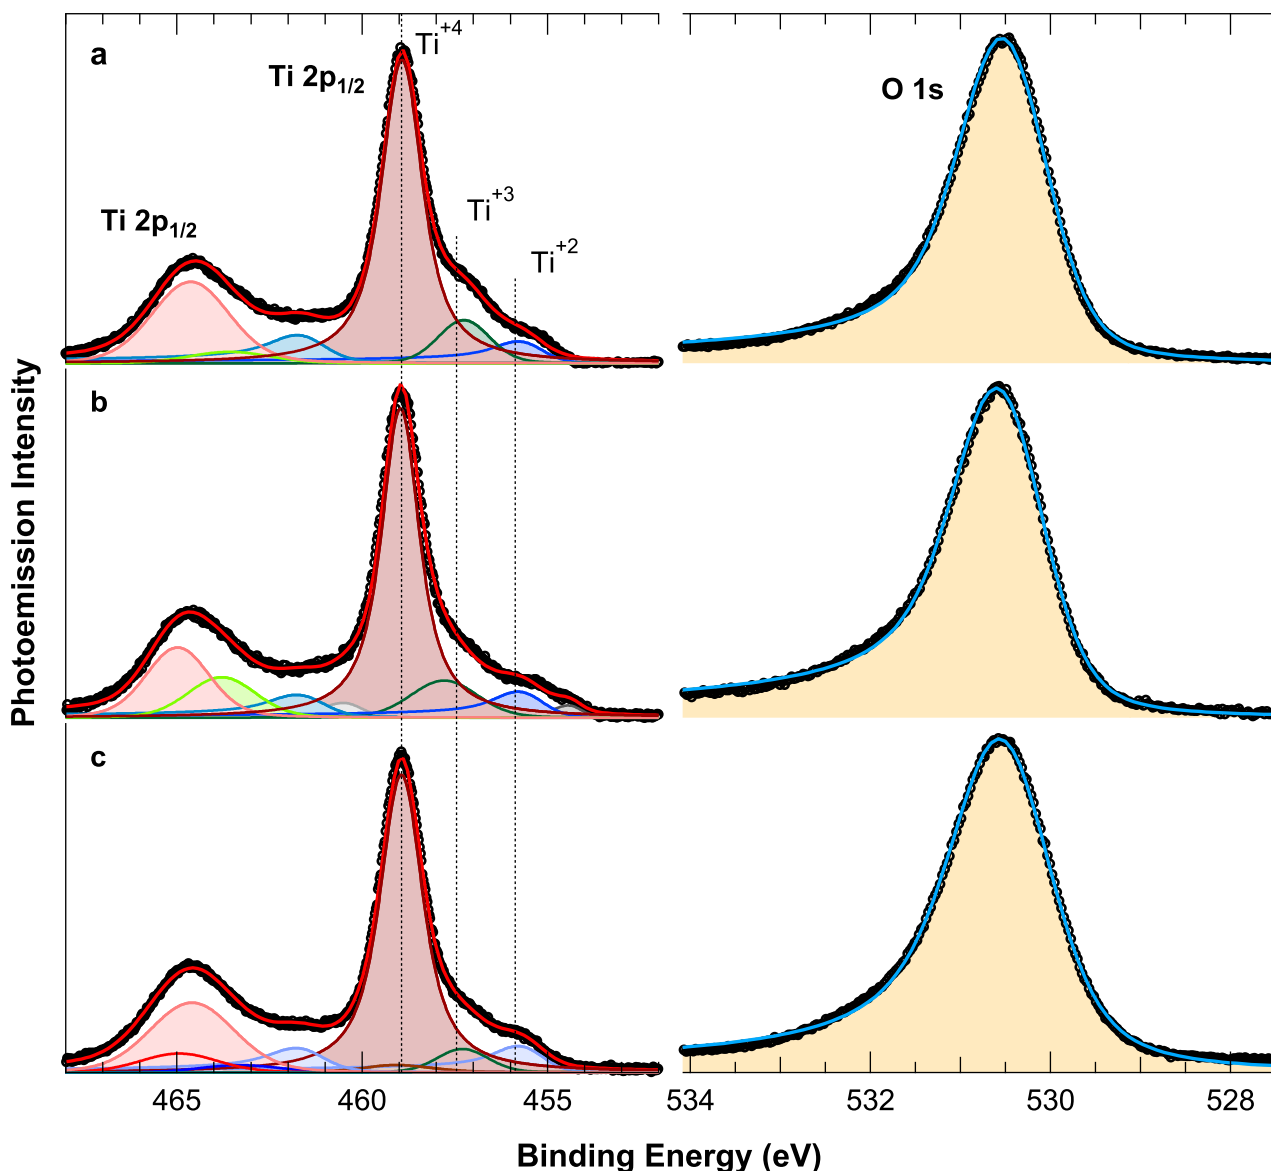 a
Ti 2p1/2
Ti+4
Ti+3
Ti+2
Ti 2p1/2
O 1s
b
c
Photoemission Intensity
465
460
455
534
532
530
528
Binding Energy (eV)